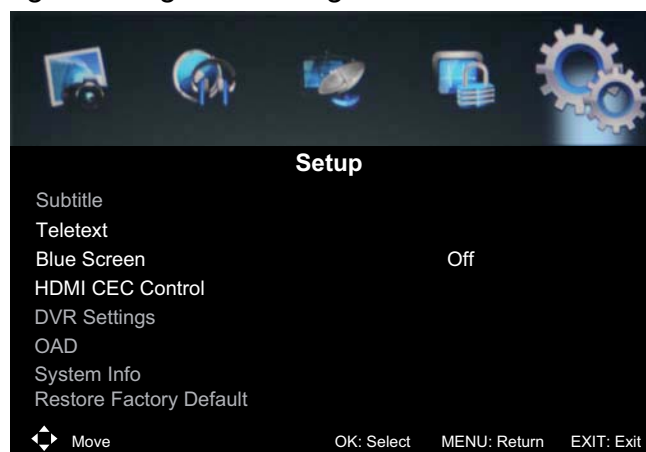 Setup
Subtitle
Teletext
Blue Screen Off
HDMI CEC Control
DVR Settings
OAD
System Info
Restore Factory Default
Move OK: Select MENU: Return EXIT: Exit